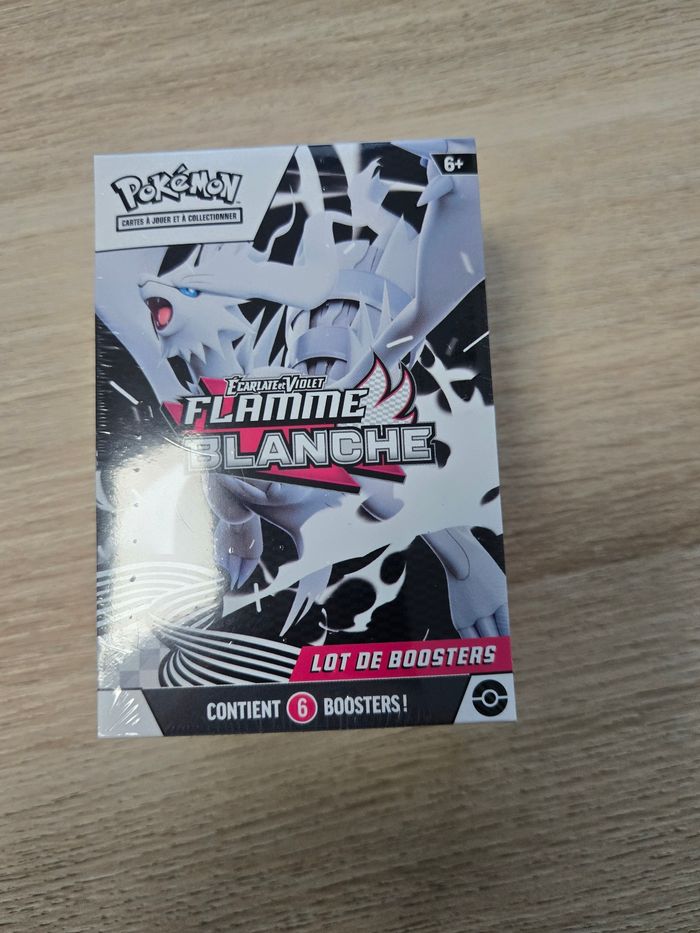 POKÉMON
CARTES À JOUER ET À COLLECTIONNER
6+
ÉCARLATE ET VIOLET
FLAMME
BLANCHE
LOT DE BOOSTERS
CONTIENT 6 BOOSTERS!